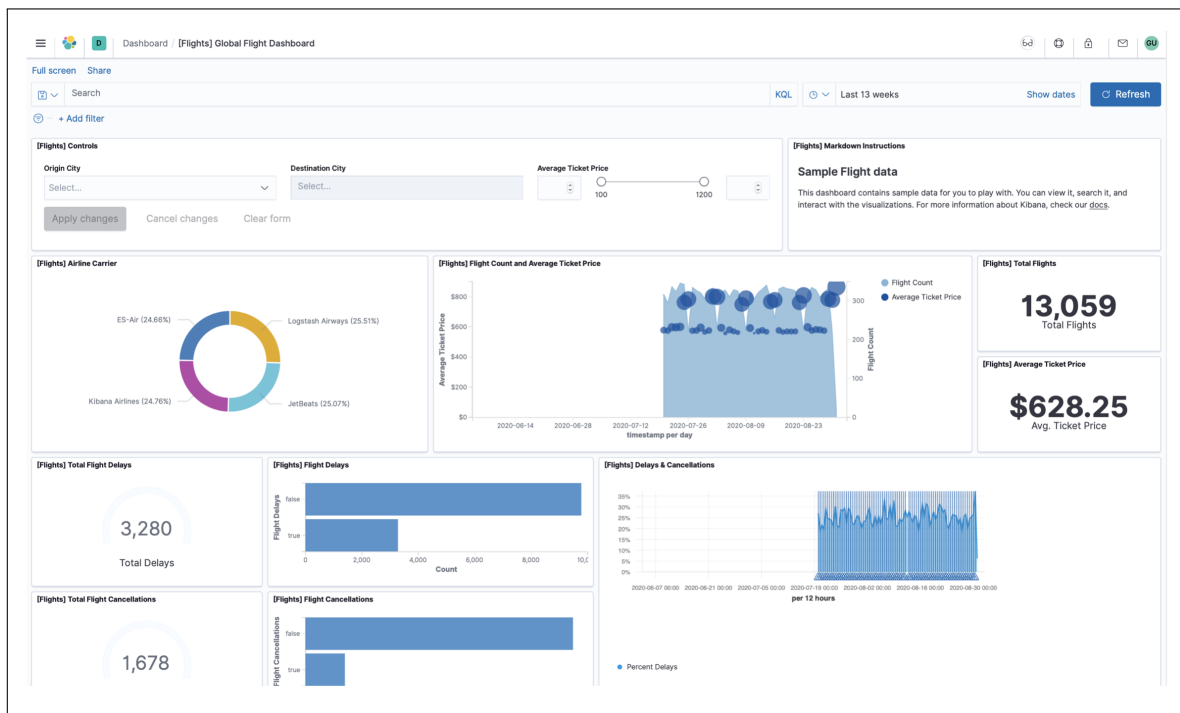 D Dashboard / [Flights] Global Flight Dashboard GU
Full screen Share
Search KQL Last 13 weeks Show dates Refresh
+ Add filter
[Flights] Controls
Origin City Destination City Average Ticket Price
Select... Select...
100 1200
Apply changes Cancel changes Clear form
[Flights] Markdown Instructions
Sample Flight data
This dashboard contains sample data for you to play with. You can view it, search it, and
interact with the visualizations. For more information about Kibana, check our docs.
[Flights] Airline Carrier
ES-Air (24.66%)
Logstash Airways (25.51%)
Kibana Airlines (24.76%)
JetBeats (25.07%)
[Flights] Flight Count and Average Ticket Price
Average Ticket Price
$800
$600
$400
$200
$0
2020-06-14 2020-06-28 2020-07-12 2020-07-26 2020-08-09 2020-08-23
timestamp per day
300
200
100
0
Flight Count
Flight Count
Average Ticket Price
[Flights] Total Flights
13,059
Total Flights
[Flights] Average Ticket Price
$628.25
Avg. Ticket Price
[Flights] Total Flight Delays
3,280
Total Delays
[Flights] Flight Delays
Flight Delays
false
true
0 2,000 4,000 6,000 8,000 10,(
Count
[Flights] Delays & Cancellations
35%
30%
25%
20%
15%
10%
5%
0%
2020-06-07 00:00 2020-06-21 00:00 2020-07-05 00:00 2020-07-19 00:00 2020-08-02 00:00 2020-08-16 00:00 2020-08-30 00:00
per 12 hours
Percent Delays
[Flights] Total Flight Cancellations
1,678
[Flights] Flight Cancellations
Flight Cancellations
false
true